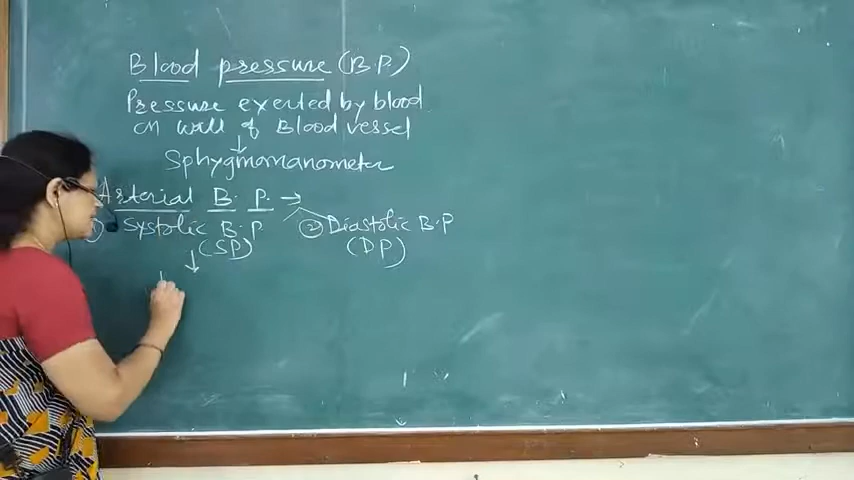 Blood pressure (B.P)
Pressure exerted by blood
on wall of Blood vessel
↓
Sphygmomanometer
Arterial B. P. →
① Systolic B.P ② Diastolic B.P
(SP) (DP)
↓